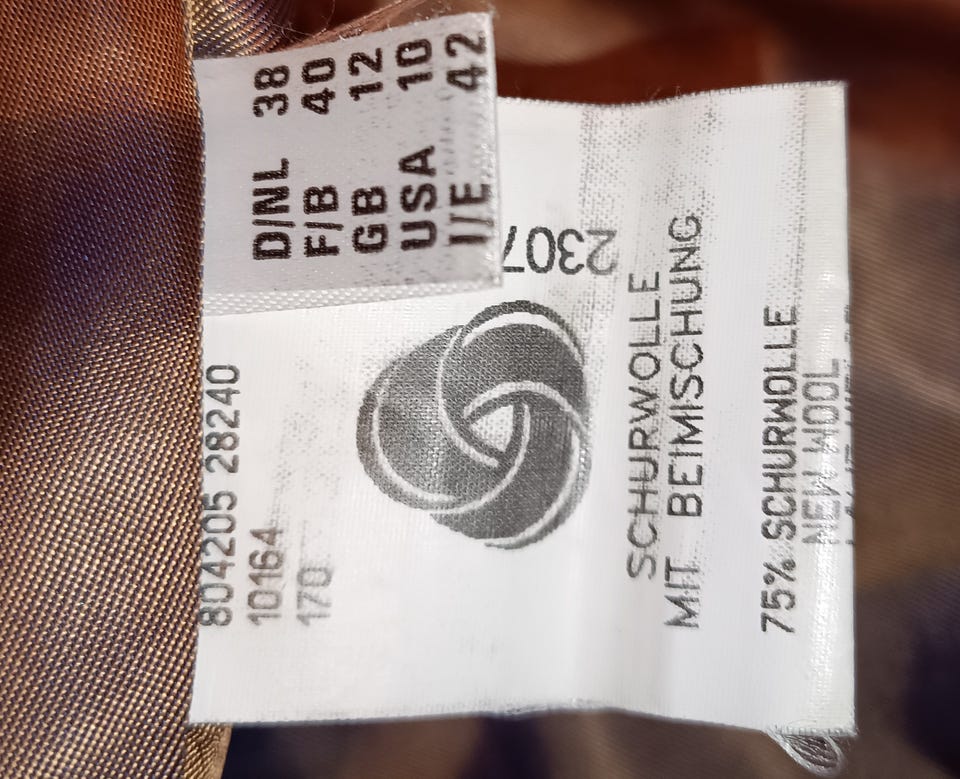 D/NL 38
F/B 40
GB 12
USA 10
I/E 42
2307
804205 28240
10164
170
SCHURWOLLE
MIT BEIMISCHUNG
75% SCHURWOLLE
NEW WOOL